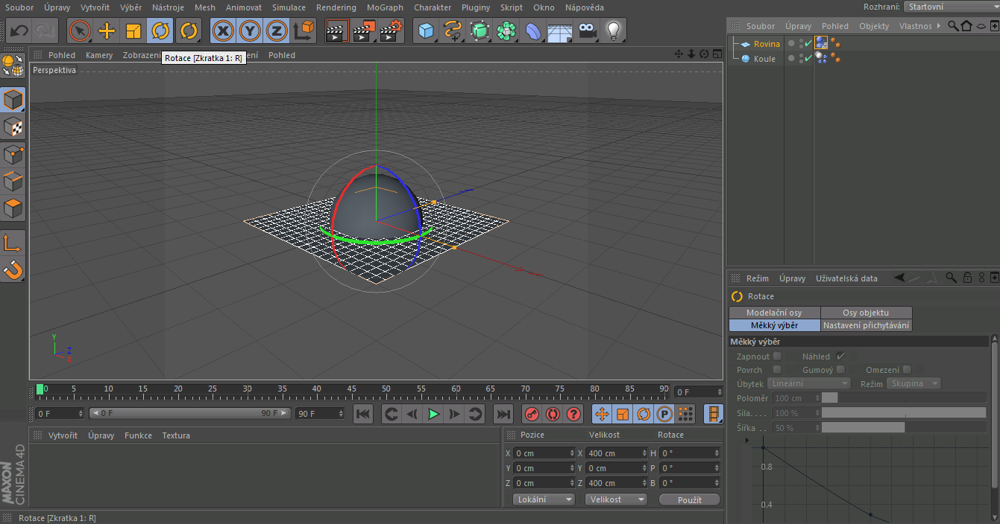 Soubor Úpravy Vytvořit Výběr Nástroje Mesh Animovat Simulace Rendering MoGraph Charakter Pluginy Skript Okno Nápověda
Rozhraní: Startovní
X Y Z
Soubor Úpravy Pohled Objekty Vlastnos
Rovina
Koule
Pohled Kamery Zobrazení ení Pohled
Rotace [Zkratka 1: R]
Perspektiva
Y
Z
X
Režim Úpravy Uživatelská data
Rotace
Modelační osy Osy objektu
Měkký výběr Nastavení přichytávání
Měkký výběr
Zapnout Náhled
Povrch Gumový Omezení
Úbytek Lineární Režim Skupina
Poloměr 100 cm
Síla. . . . 100 %
Šířka . . 50 %
0.8
0.4
0 5 10 15 20 25 30 35 40 45 50 55 60 65 70 75 80 85 90 0 F
0 F 0 F 90 F 90 F
? P
Vytvořit Úpravy Funkce Textura
Pozice Velikost Rotace
X 0 cm X 400 cm H 0 °
Y 0 cm Y 0 cm P 0 °
Z 0 cm Z 400 cm B 0 °
Lokální Velikost Použít
MAXON
CINEMA 4D
Rotace [Zkratka 1: R]